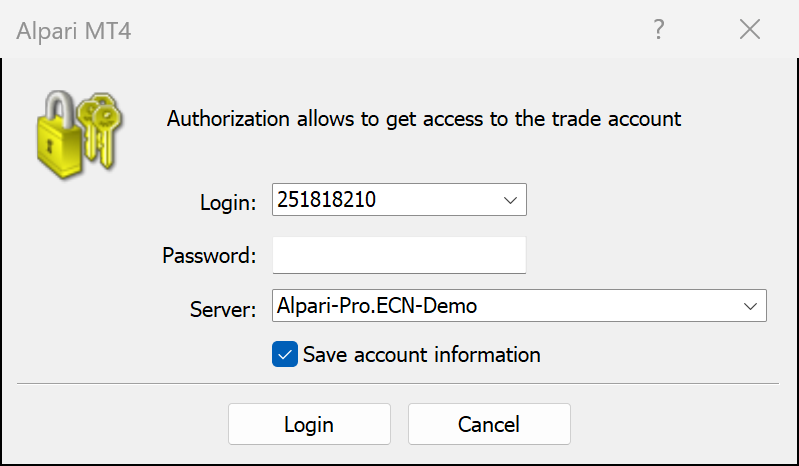 Alpari MT4
?
Authorization allows to get access to the trade account
Login: 251818210
Password:
Server: Alpari-Pro.ECN-Demo
Save account information
Login Cancel